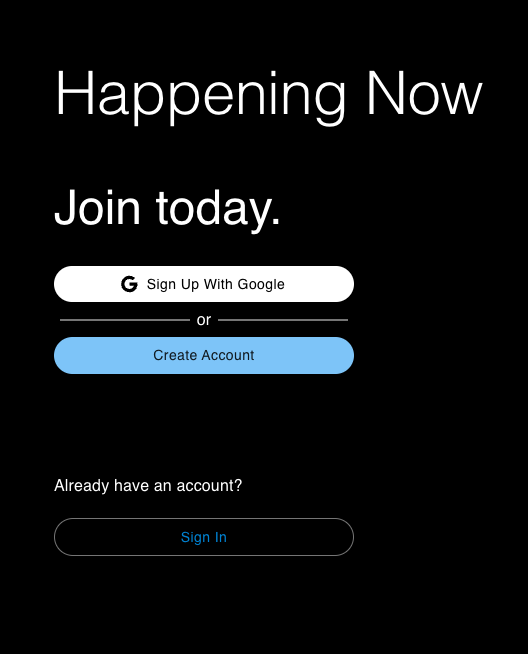 Happening Now
Join today.
Sign Up With Google
or
Create Account
Already have an account?
Sign In